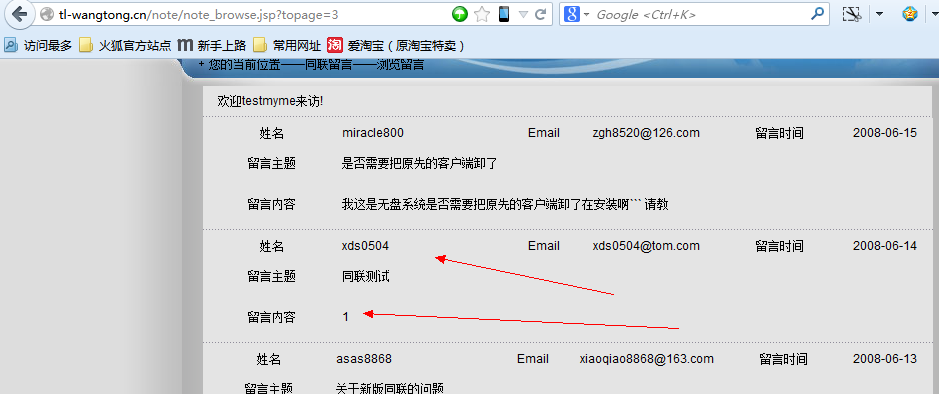 tl-wangtong.cn/note/note_browse.jsp?topage=3 Google <Ctrl+K>
访问最多 火狐官方站点 新手上路 常用网址 爱淘宝（原淘宝特卖）
+ 您的当前位置——同联留言——浏览留言
欢迎testmyme来访!
姓名 miracle800 Email zgh8520@126.com 留言时间 2008-06-15
留言主题 是否需要把原先的客户端卸了
留言内容 我这是无盘系统是否需要把原先的客户端卸了在安装啊``` 请教
姓名 xds0504 Email xds0504@tom.com 留言时间 2008-06-14
留言主题 同联测试
留言内容 1
姓名 asas8868 Email xiaoqiao8868@163.com 留言时间 2008-06-13
留言主题 关于新版同联的问题